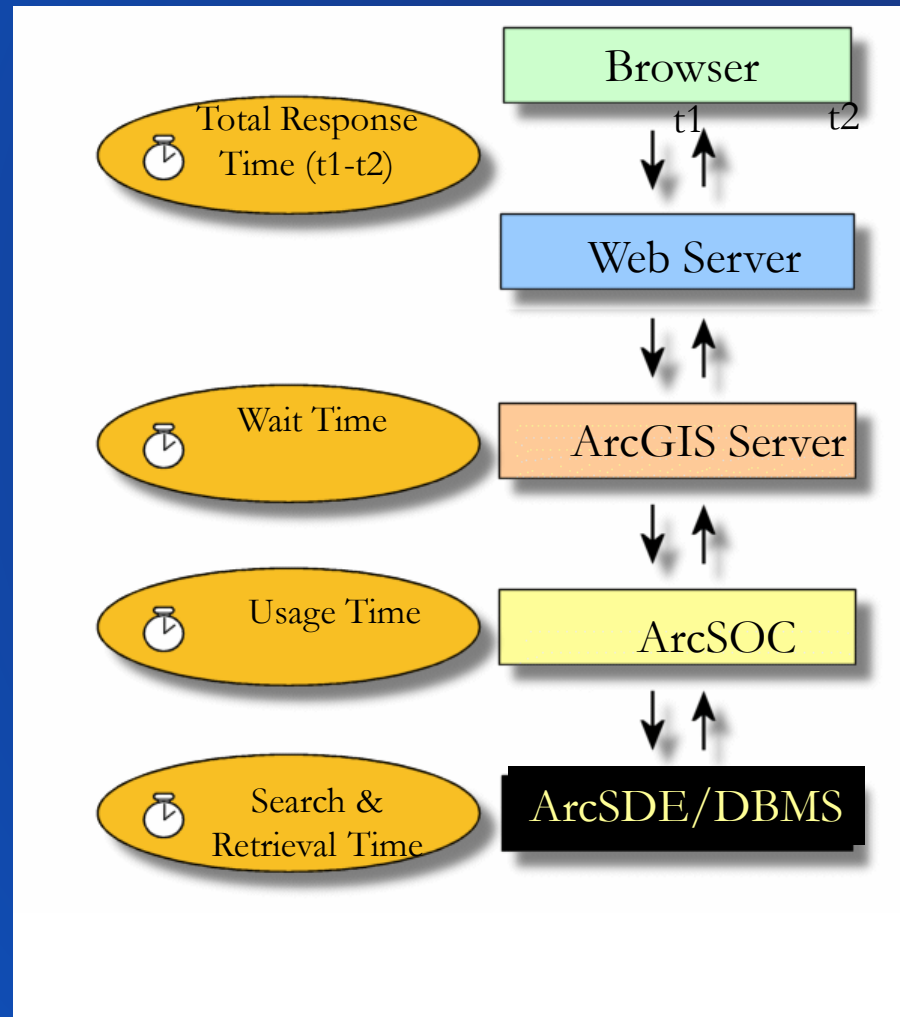 Browser
t1
t2
Total Response
Time (t1-t2)
Web Server
Wait Time
ArcGIS Server
Usage Time
ArcSOC
Search &
Retrieval Time
ArcSDE/DBMS